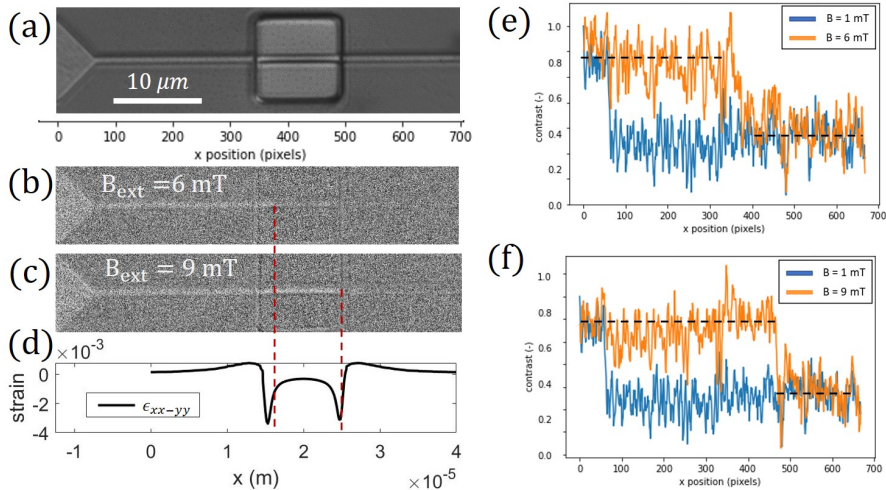 (a)
10 μm
0 100 200 300 400 500 600 700
x position (pixels)
(b)
B_ext = 6 mT
(c)
B_ext = 9 mT
(d)
×10^-3
0
-2
-4
strain
ϵ_xx-yy
-1 0 1 2 3 4
x (m)
×10^-5
(e)
B = 1 mT
B = 6 mT
1.0
0.8
0.6
0.4
0.2
0.0
contrast (-)
0 100 200 300 400 500 600 700
x position (pixels)
(f)
B = 1 mT
B = 9 mT
1.0
0.8
0.6
0.4
0.2
0.0
contrast (-)
0 100 200 300 400 500 600 700
x position (pixels)